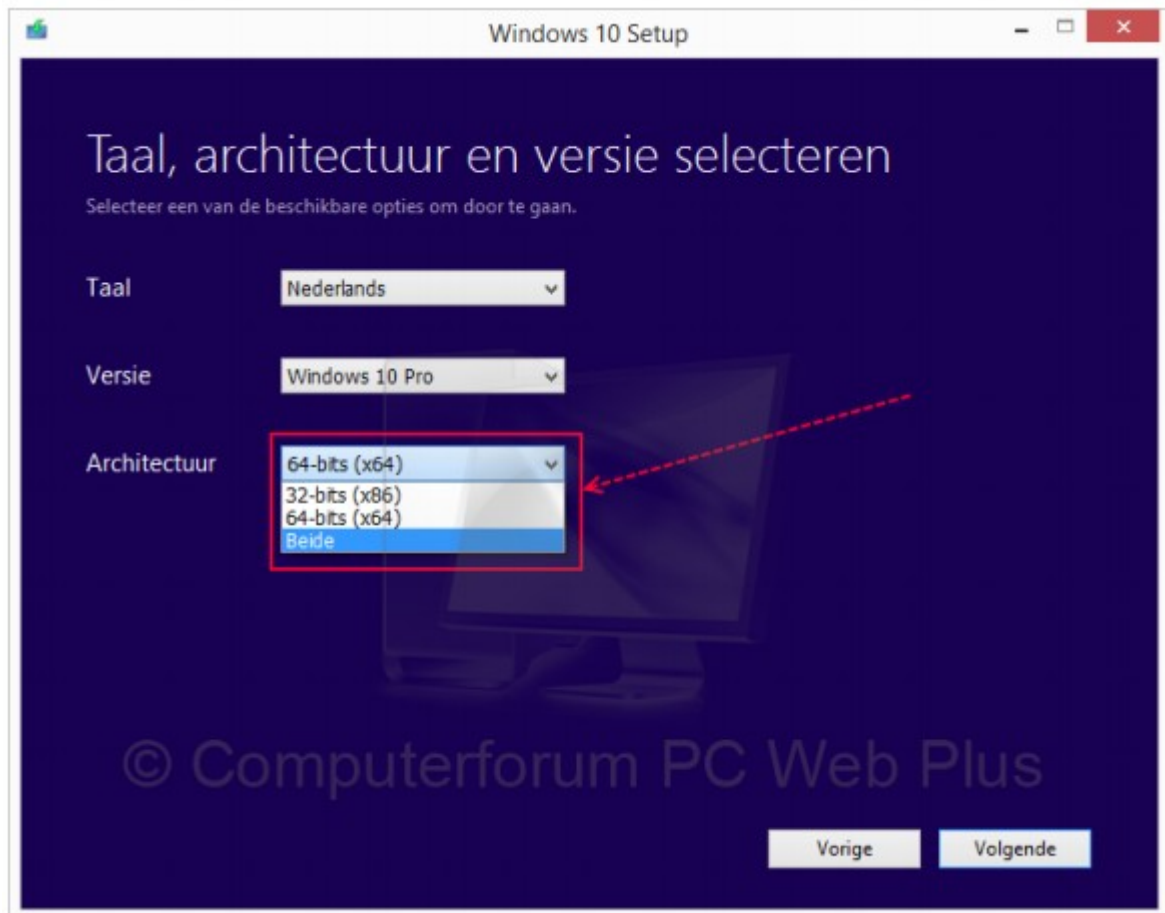 Windows 10 Setup
Taal, architectuur en versie selecteren
Selecteer een van de beschikbare opties om door te gaan.
Taal Nederlands
Versie Windows 10 Pro
Architectuur 64-bits (x64)
32-bits (x86)
64-bits (x64)
Beide
© Computerforum PC Web Plus
Vorige Volgende